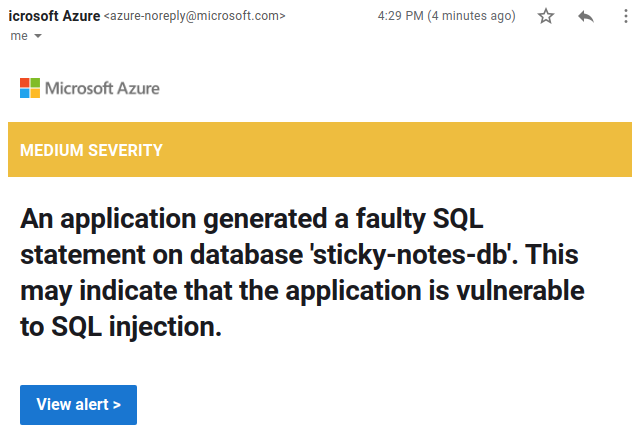 icrosoft Azure <azure-noreply@microsoft.com> 4:29 PM (4 minutes ago)
me
Microsoft Azure
MEDIUM SEVERITY
An application generated a faulty SQL
statement on database 'sticky-notes-db'. This
may indicate that the application is vulnerable
to SQL injection.
View alert >